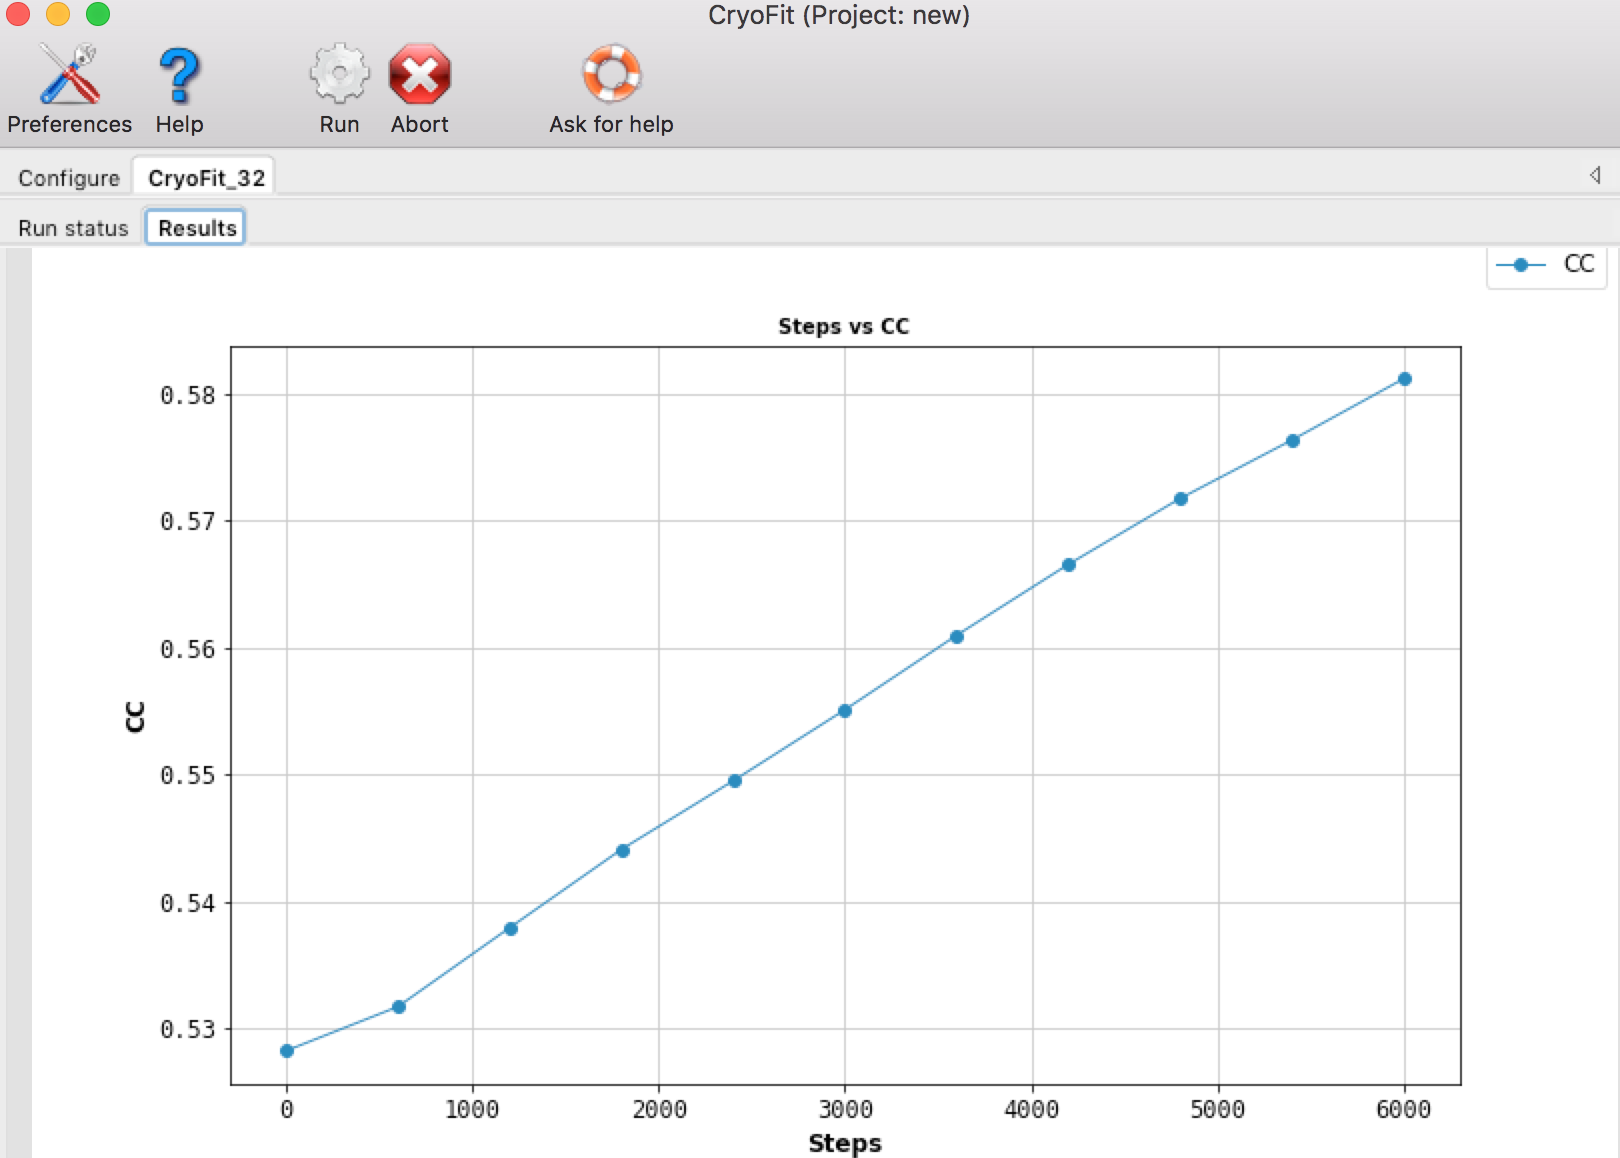 CryoFit (Project: new)
Preferences Help Run Abort Ask for help
Configure CryoFit_32
Run status Results
CC
Steps vs CC
0.58
0.57
0.56
0.55
0.54
0.53
CC
0 1000 2000 3000 4000 5000 6000
Steps